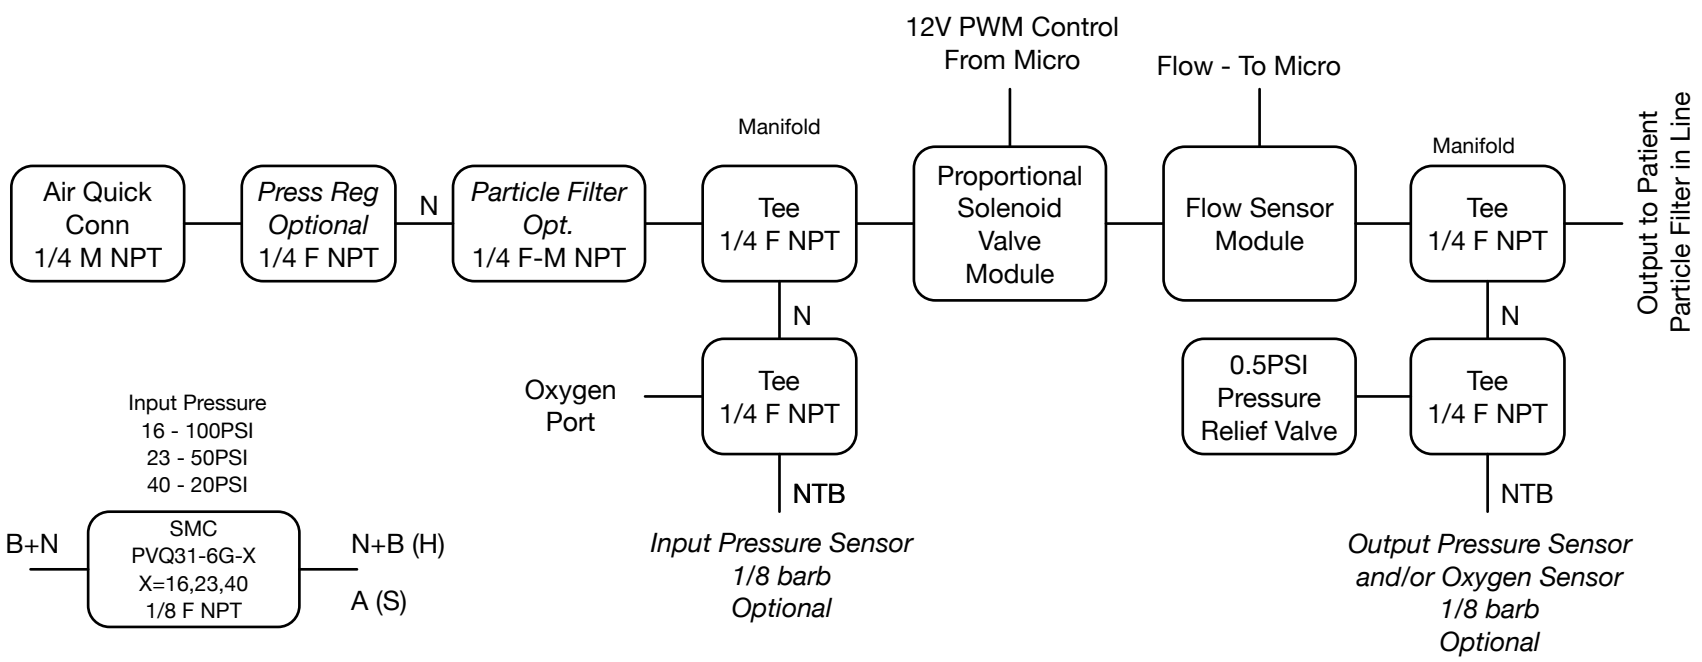 12V PWM Control
From Micro
Flow - To Micro
Manifold
Manifold
Air Quick
Conn
1/4 M NPT
Press Reg
Optional
1/4 F NPT
N
Particle Filter
Opt.
1/4 F-M NPT
Tee
1/4 F NPT
Proportional
Solenoid
Valve
Module
Flow Sensor
Module
Tee
1/4 F NPT
Output to Patient
Particle Filter in Line
N
N
Oxygen
Port
Tee
1/4 F NPT
0.5PSI
Pressure
Relief Valve
Tee
1/4 F NPT
NTB
NTB
Input Pressure Sensor
1/8 barb
Optional
Output Pressure Sensor
and/or Oxygen Sensor
1/8 barb
Optional
Input Pressure
16 - 100PSI
23 - 50PSI
40 - 20PSI
B+N
SMC
PVQ31-6G-X
X=16,23,40
1/8 F NPT
N+B (H)
A (S)